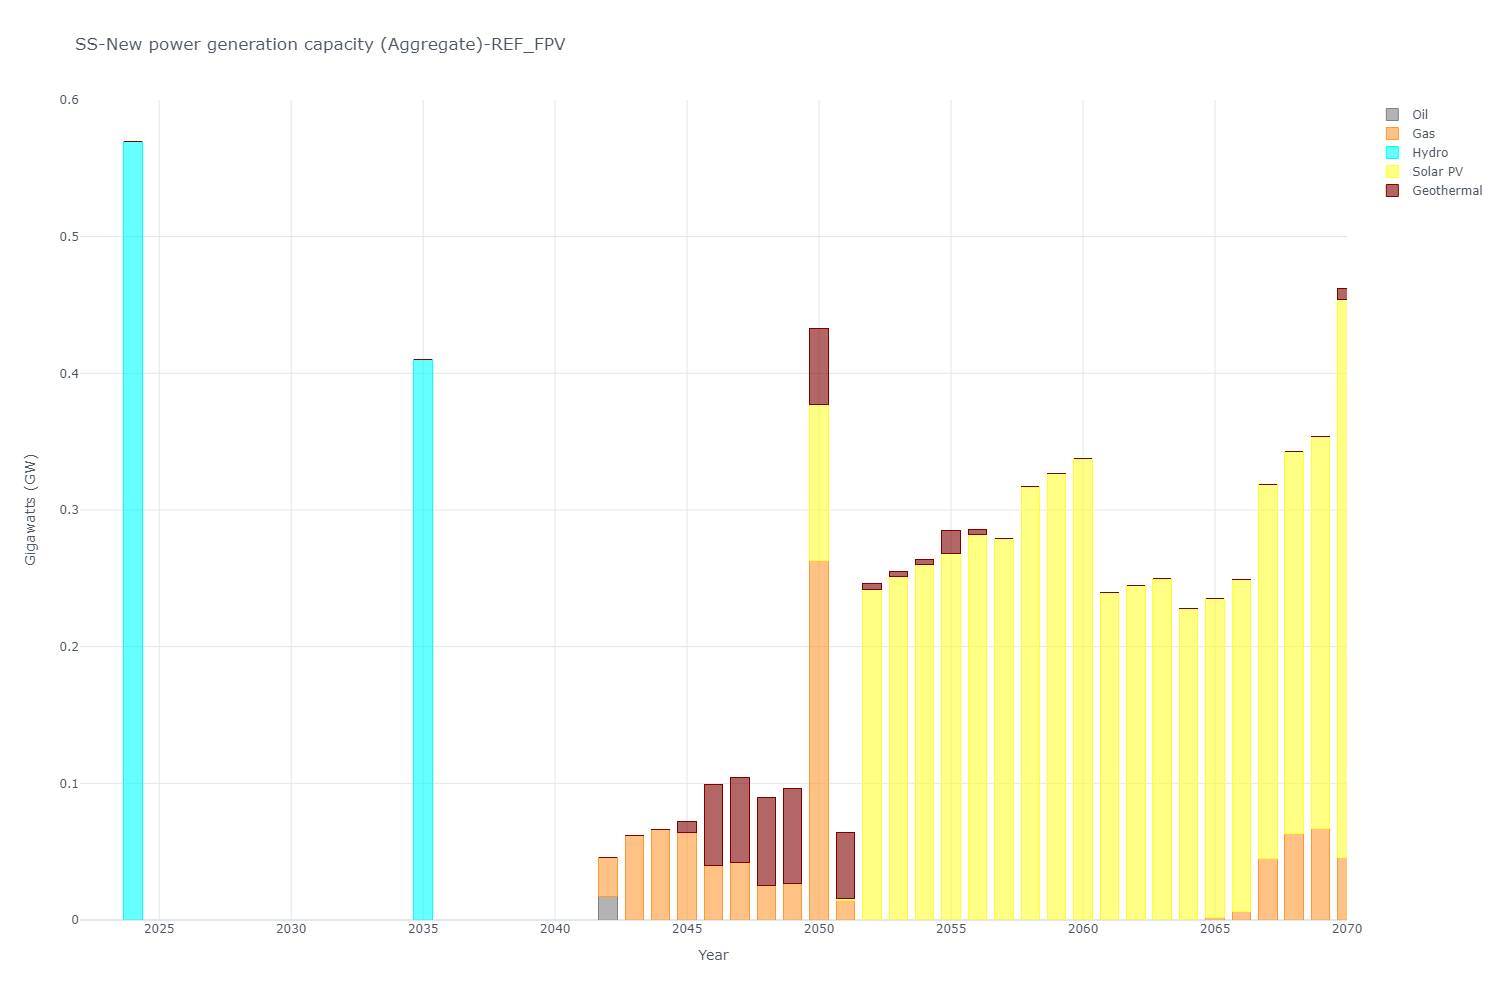 SS-New power generation capacity (Aggregate)-REF_FPV
Oil
Gas
Hydro
Solar PV
Geothermal
Gigawatts (GW)
0.6
0.5
0.4
0.3
0.2
0.1
0
2025
2030
2035
2040
2045
2050
2055
2060
2065
2070
Year